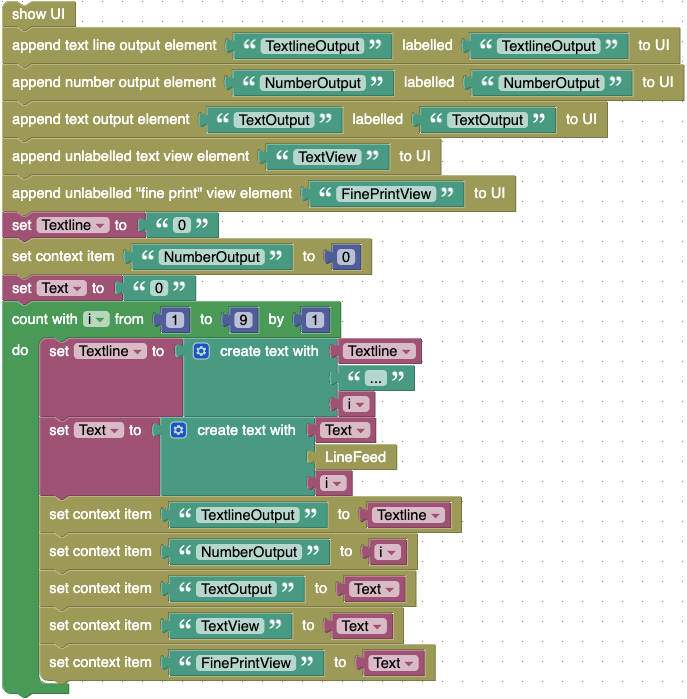 show UI
append text line output element “ TextlineOutput ” labelled “ TextlineOutput ” to UI
append number output element “ NumberOutput ” labelled “ NumberOutput ” to UI
append text output element “ TextOutput ” labelled “ TextOutput ” to UI
append unlabelled text view element “ TextView ” to UI
append unlabelled "fine print" view element “ FinePrintView ” to UI
set Textline to “ 0 ”
set context item “ NumberOutput ” to 0
set Text to “ 0 ”
count with i from 1 to 9 by 1
do set Textline to create text with Textline
“ ... ”
i
set Text to create text with Text
LineFeed
i
set context item “ TextlineOutput ” to Textline
set context item “ NumberOutput ” to i
set context item “ TextOutput ” to Text
set context item “ TextView ” to Text
set context item “ FinePrintView ” to Text